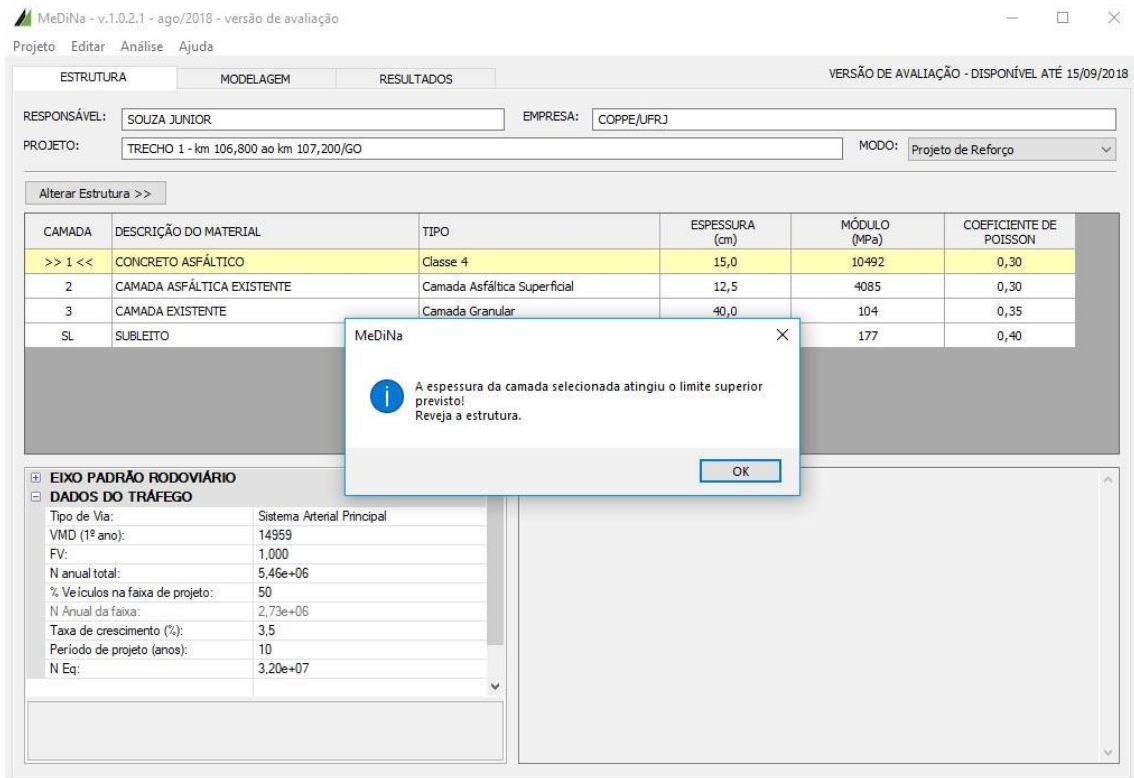 MeDiNa - v.1.0.2.1 - ago/2018 - versão de avaliação
Projeto Editar Análise Ajuda
ESTRUTURA MODELAGEM RESULTADOS VERSÃO DE AVALIAÇÃO - DISPONÍVEL ATÉ 15/09/2018
RESPONSÁVEL: SOUZA JUNIOR EMPRESA: COPPE/UFRJ
PROJETO: TRECHO 1 - km 106,800 ao km 107,200/GO MODO: Projeto de Reforço
Alterar Estrutura >>
CAMADA DESCRIÇÃO DO MATERIAL TIPO ESPESSURA (cm) MÓDULO (MPa) COEFICIENTE DE POISSON
>> 1 << CONCRETO ASFÁLTICO Classe 4 15,0 10492 0,30
2 CAMADA ASFÁLTICA EXISTENTE Camada Asfáltica Superficial 12,5 4085 0,30
3 CAMADA EXISTENTE Camada Granular 40,0 104 0,35
SL SUBLEITO 177 0,40
MeDiNa
A espessura da camada selecionada atingiu o limite superior
previsto!
Reveja a estrutura.
OK
EIXO PADRÃO RODOVIÁRIO
DADOS DO TRÁFEGO
Tipo de Via: Sistema Arterial Principal
VMD (1º ano): 14959
FV: 1,000
N anual total: 5,46e+06
% Veículos na faixa de projeto: 50
N Anual da faixa: 2,73e+06
Taxa de crescimento (%): 3,5
Período de projeto (anos): 10
N Eq: 3,20e+07